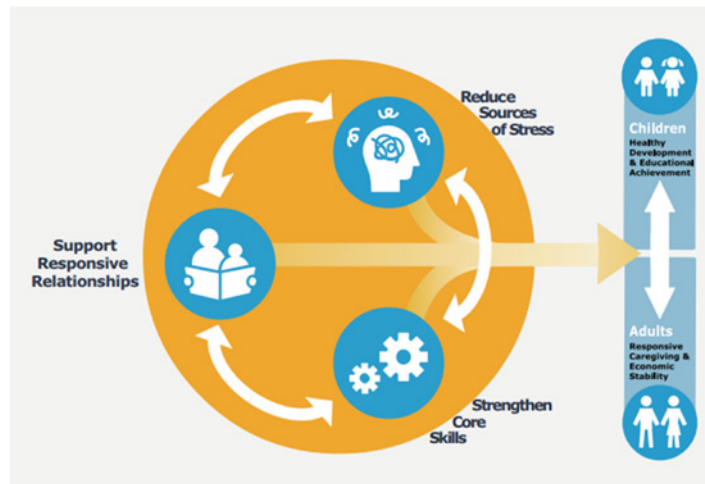 Reduce
Sources
of Stress
Support
Responsive
Relationships
Strengthen
Core
Skills
Children
Healthy
Development
& Educational
Achievement
Adults
Responsive
Caregiving &
Economic
Stability